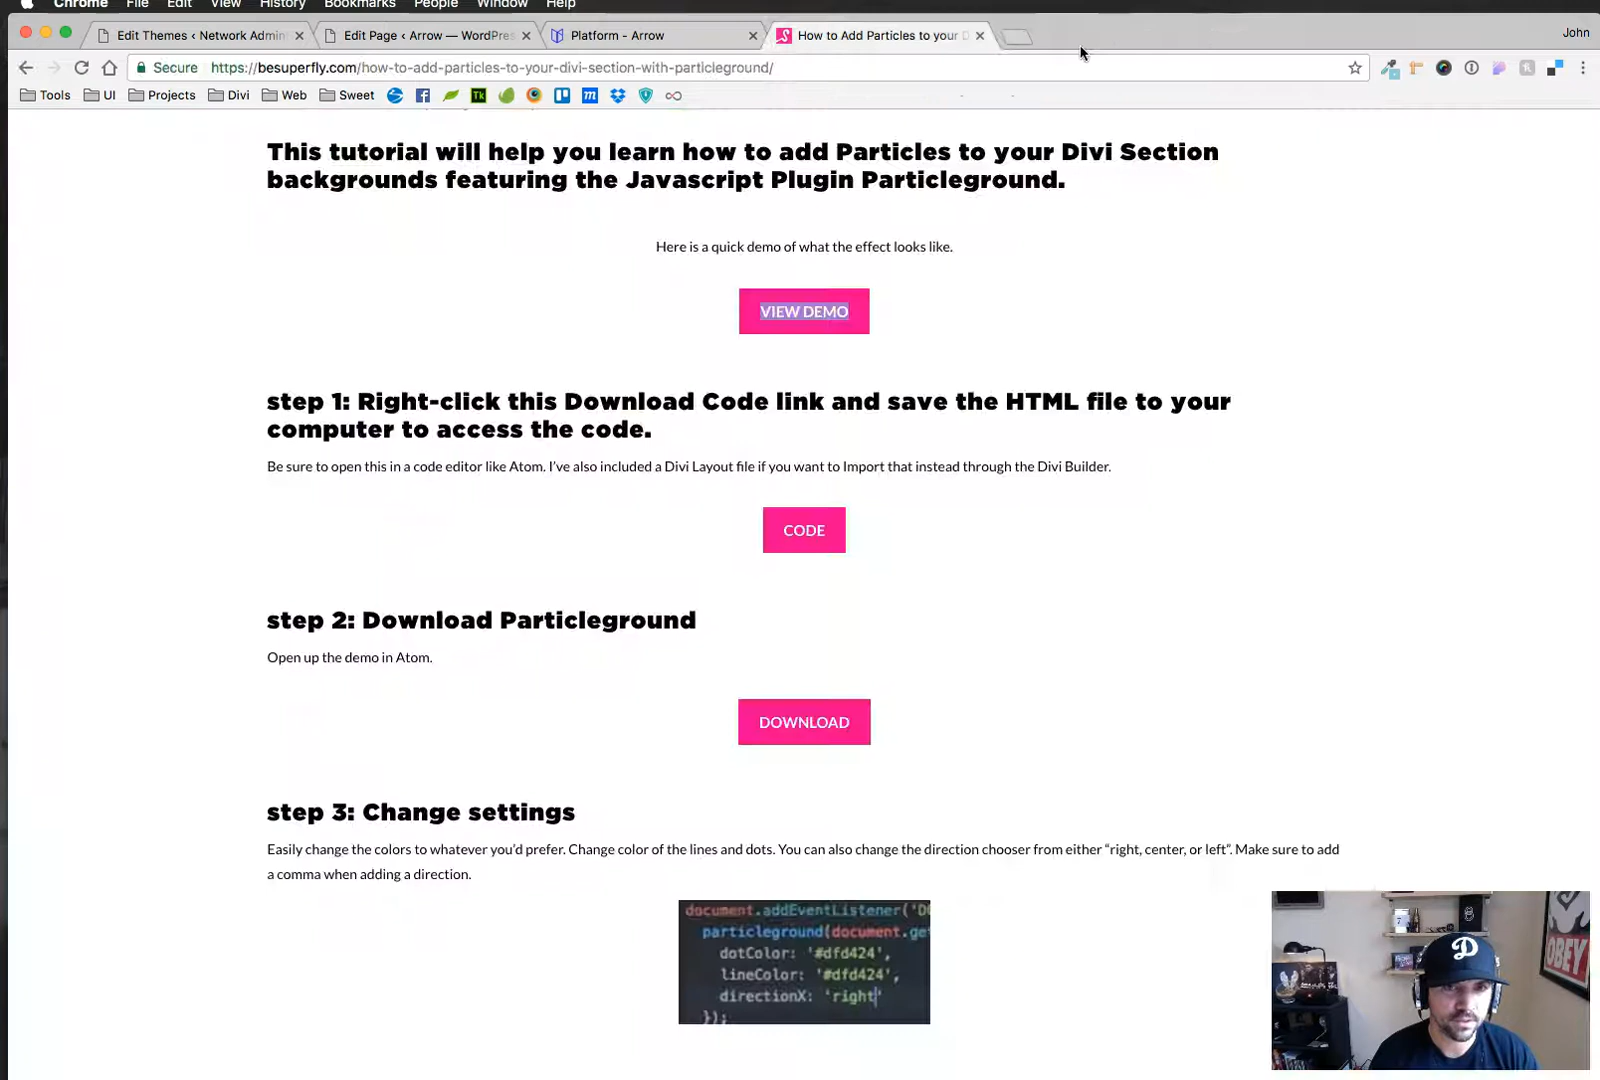 Chrome File Edit View History Bookmarks People Window Help
Edit Themes ‹ Network Admin
Edit Page ‹ Arrow — WordPres
Platform - Arrow
How to Add Particles to your D
John
Secure https://besuperfly.com/how-to-add-particles-to-your-divi-section-with-particleground/
Tools UI Projects Divi Web Sweet Tk m
This tutorial will help you learn how to add Particles to your Divi Section
backgrounds featuring the Javascript Plugin Particleground.
Here is a quick demo of what the effect looks like.
VIEW DEMO
step 1: Right-click this Download Code link and save the HTML file to your
computer to access the code.
Be sure to open this in a code editor like Atom. I've also included a Divi Layout file if you want to Import that instead through the Divi Builder.
CODE
step 2: Download Particleground
Open up the demo in Atom.
DOWNLOAD
step 3: Change settings
Easily change the colors to whatever you'd prefer. Change color of the lines and dots. You can also change the direction chooser from either "right, center, or left". Make sure to add
a comma when adding a direction.
document.addEventListener('DO
particleground(document.ge
dotColor: '#dfd424',
lineColor: '#dfd424',
directionX: 'right'
});
D
7
OBEY